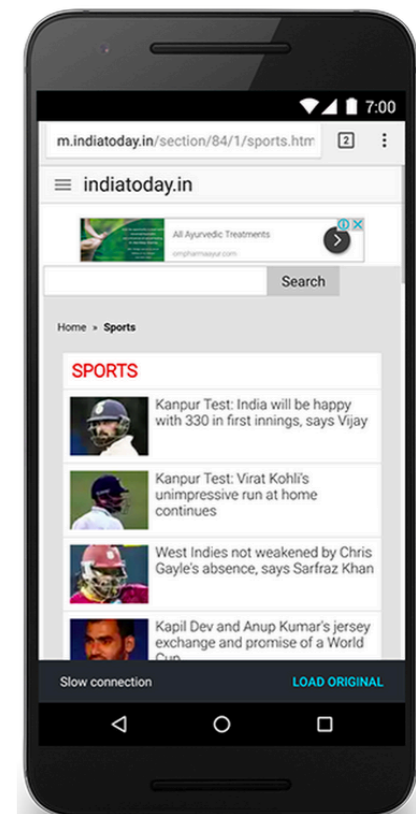 7:00
m.indiatoday.in/section/84/1/sports.htm
2
indiatoday.in
All Ayurvedic Treatments
ompharmaayur.com
Search
Home » Sports
SPORTS
Kanpur Test: India will be happy
with 330 in first innings, says Vijay
Kanpur Test: Virat Kohli's
unimpressive run at home
continues
West Indies not weakened by Chris
Gayle's absence, says Sarfraz Khan
Kapil Dev and Anup Kumar's jersey
exchange and promise of a World
Cup
Slow connection
LOAD ORIGINAL